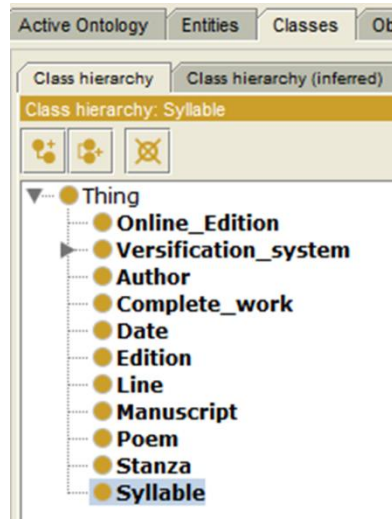 Active Ontology Entities Classes Ob
Class hierarchy Class hierarchy (inferred)
Class hierarchy: Syllable
Thing
Online_Edition
Versification_system
Author
Complete_work
Date
Edition
Line
Manuscript
Poem
Stanza
Syllable